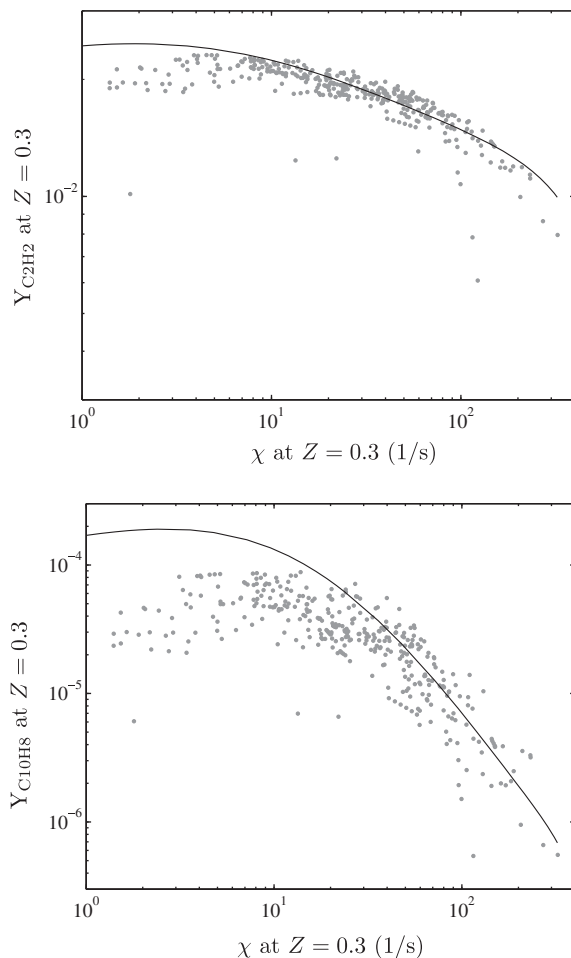 Y_C2H2 at Z = 0.3
10^−2
10^0 10^1 10^2
χ at Z = 0.3 (1/s)
Y_C10H8 at Z = 0.3
10^−4
10^−5
10^−6
10^0 10^1 10^2
χ at Z = 0.3 (1/s)